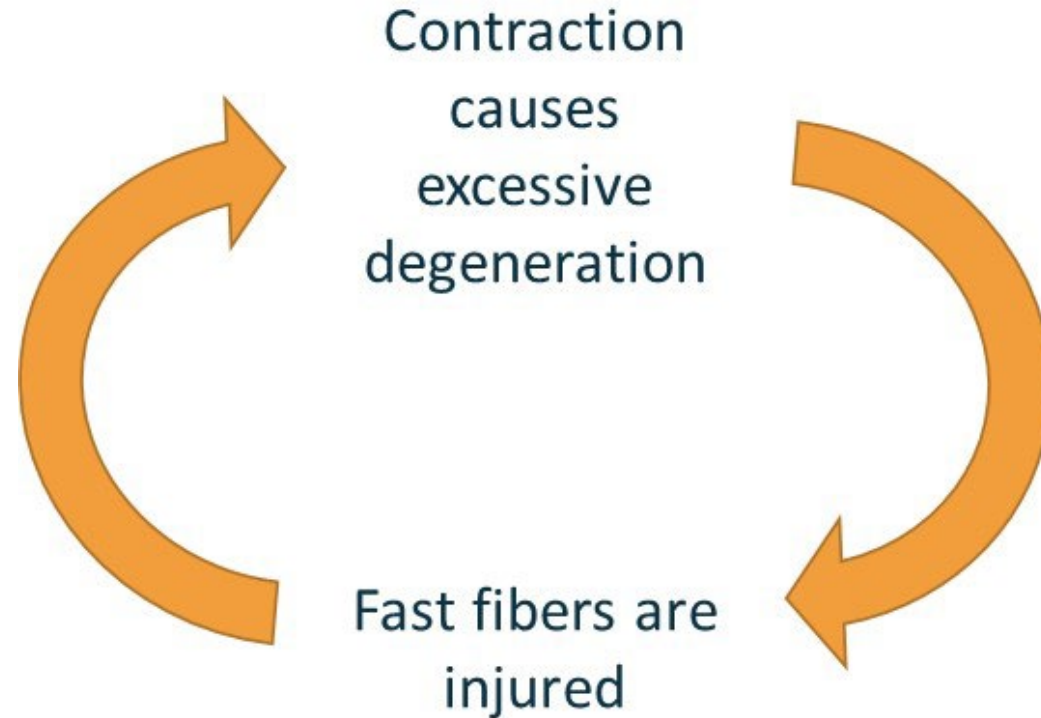 Contraction
causes
excessive
degeneration
Fast fibers are
injured